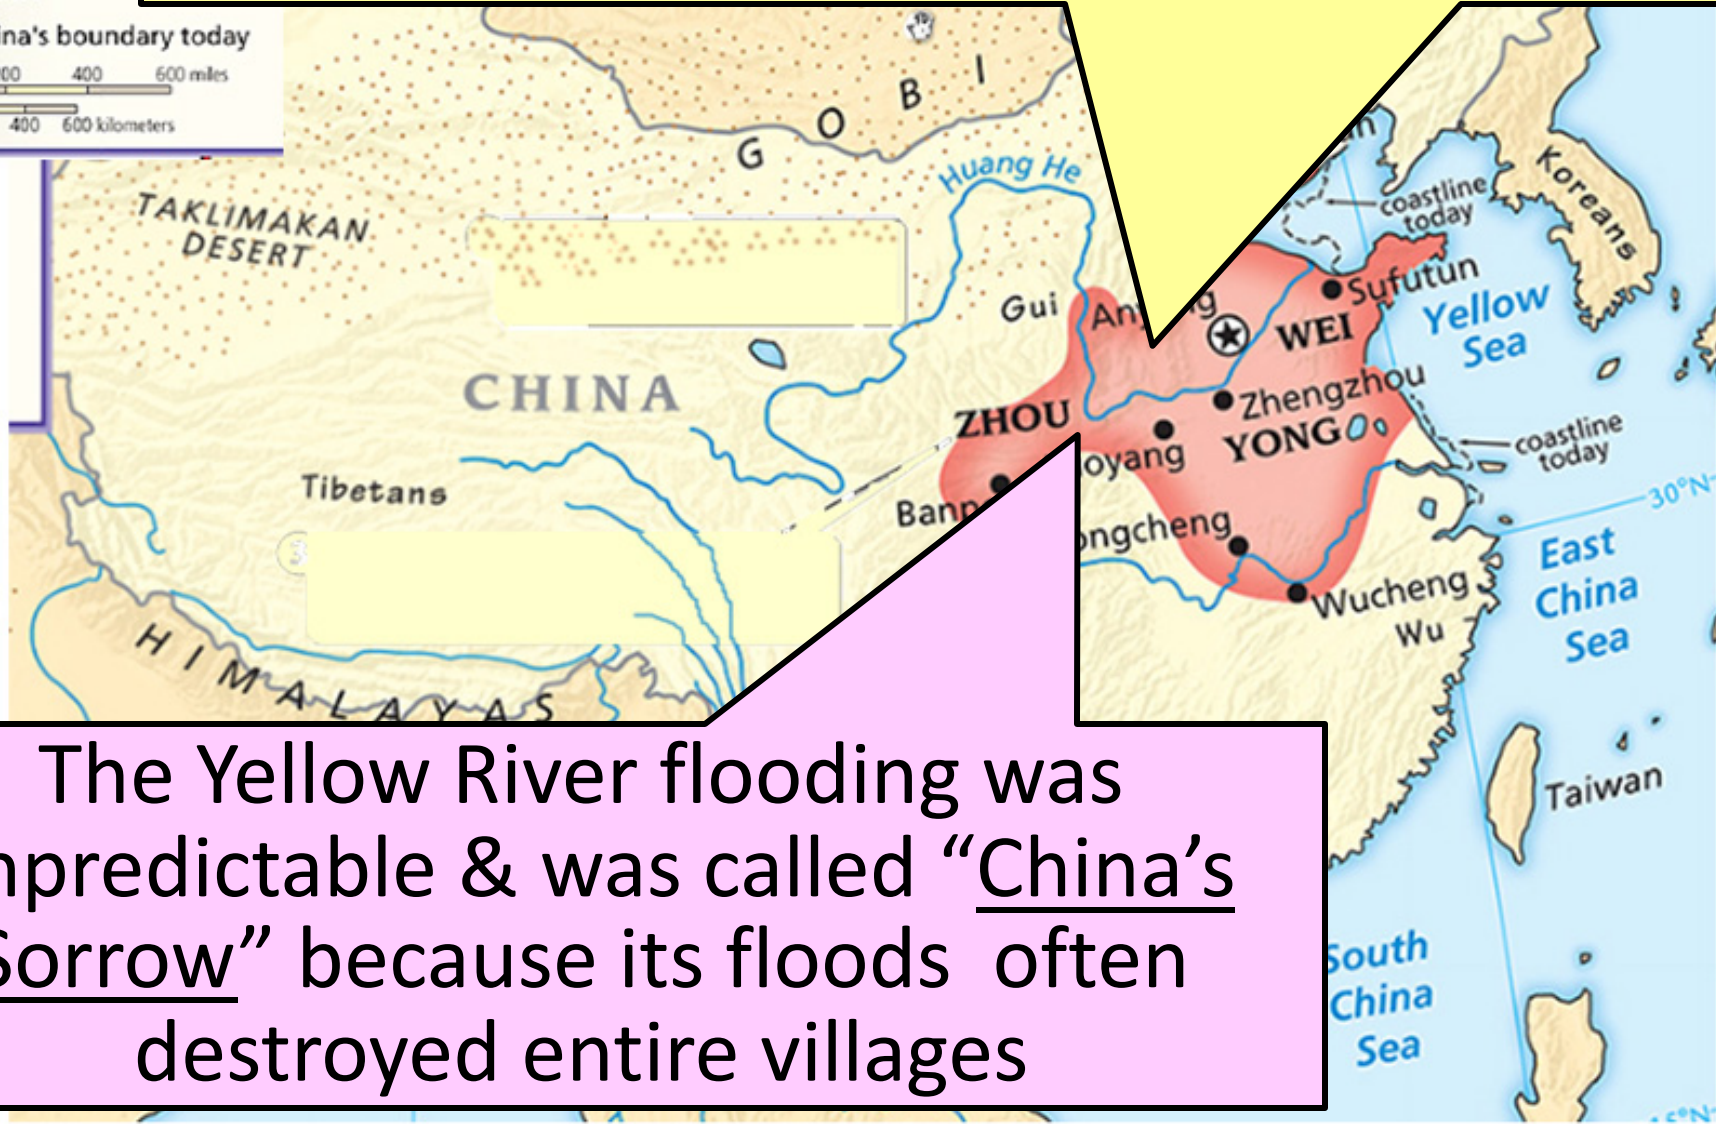 ina's boundary today
00 400 600 miles
400 600 kilometers
G O B I
Huang He
TAKLIMAKAN
DESERT
Koreans
coastline
today
Gui
Sufutun
Yellow
Sea
WEI
CHINA
Zhengzhou
ZHOU
YONG
oyang
coastline
today
Tibetans
30°N
Banp
ongcheng
East
China
Sea
Wucheng
Wu
HIMALAYAS
Taiwan
The Yellow River flooding was
npredictable & was called “China’s
Sorrow” because its floods often
destroyed entire villages
South
China
Sea